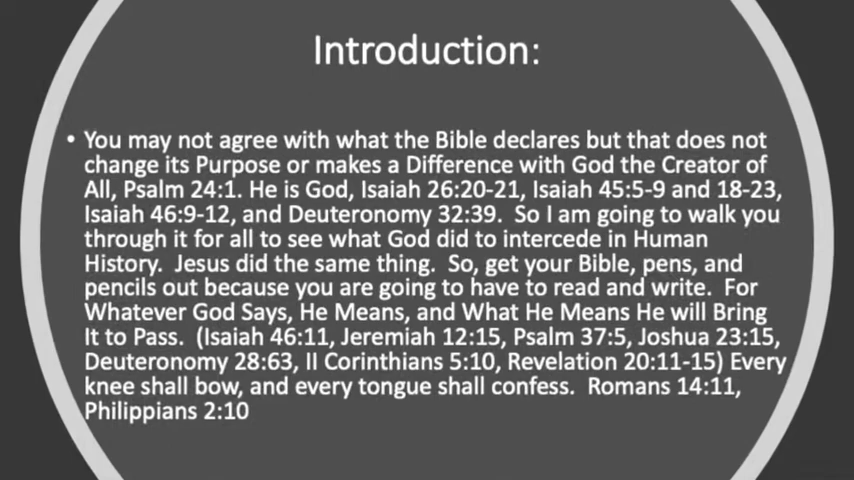 Introduction:
• You may not agree with what the Bible declares but that does not
change its Purpose or makes a Difference with God the Creator of
All, Psalm 24:1. He is God, Isaiah 26:20-21, Isaiah 45:5-9 and 18-23,
Isaiah 46:9-12, and Deuteronomy 32:39.  So I am going to walk you
through it for all to see what God did to intercede in Human
History.  Jesus did the same thing.  So, get your Bible, pens, and
pencils out because you are going to have to read and write.  For
Whatever God Says, He Means, and What He Means He will Bring
It to Pass.  (Isaiah 46:11, Jeremiah 12:15, Psalm 37:5, Joshua 23:15,
Deuteronomy 28:63, II Corinthians 5:10, Revelation 20:11-15) Every
knee shall bow, and every tongue shall confess.  Romans 14:11,
Philippians 2:10